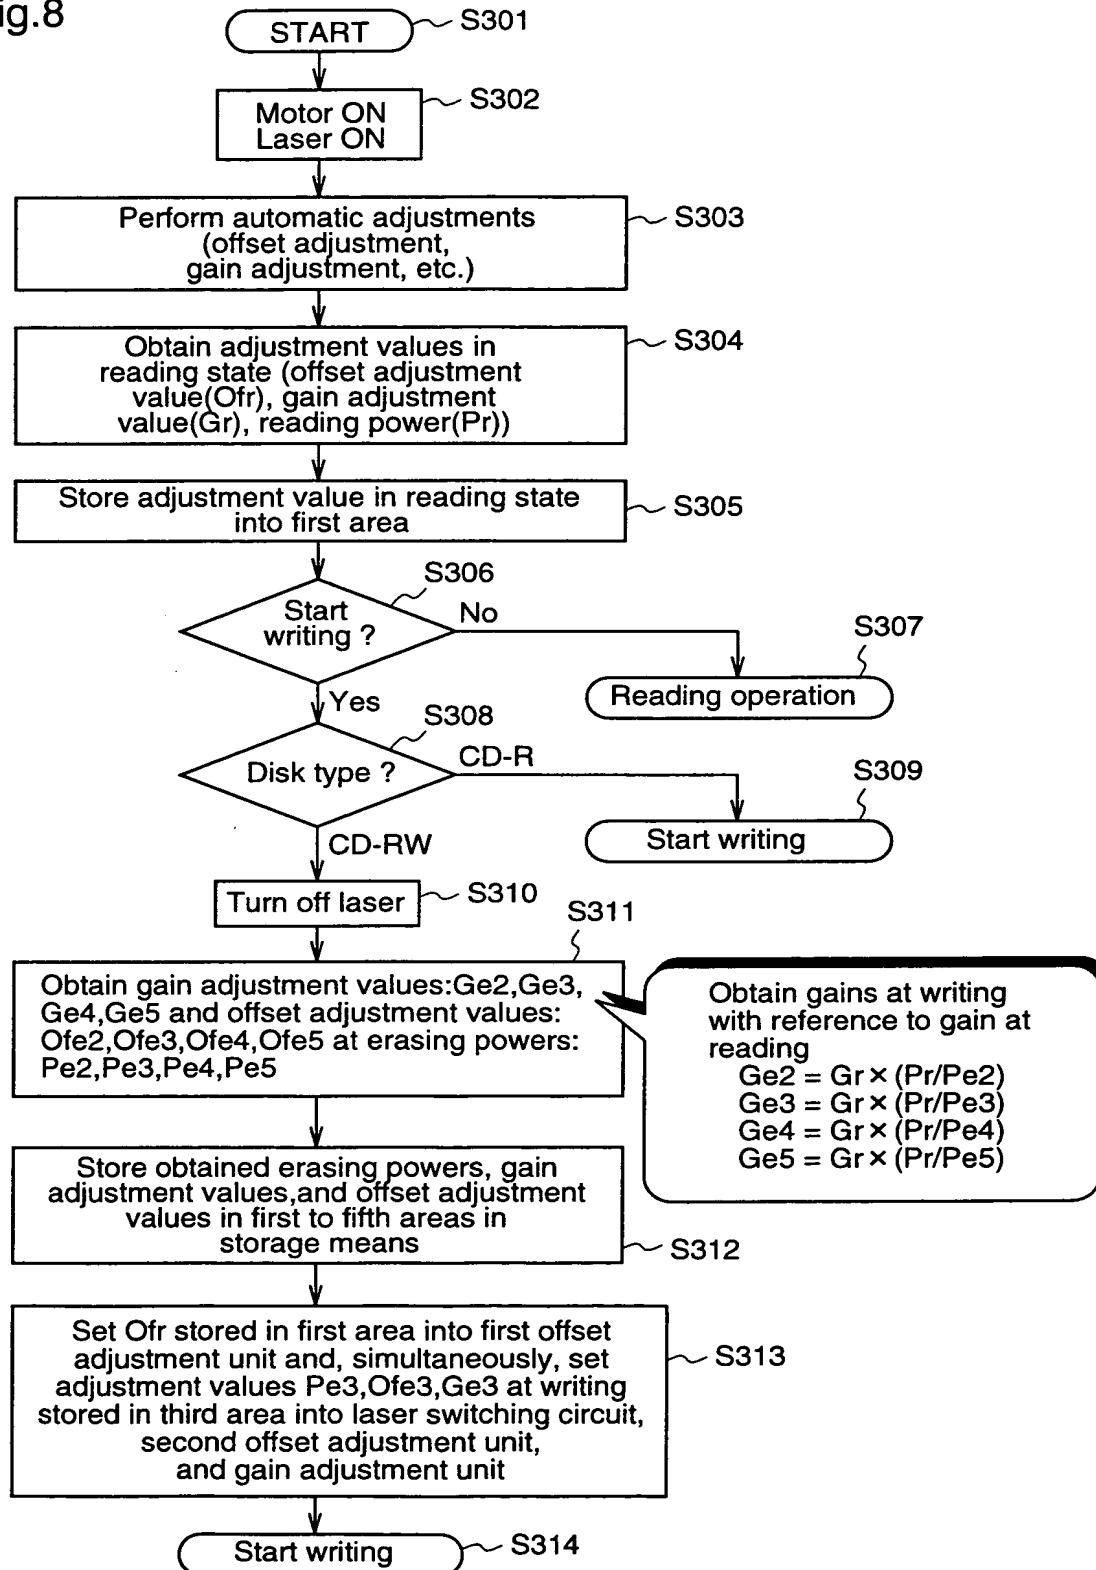 ig.8
START
S301
Motor ON
Laser ON
S302
Perform automatic adjustments
(offset adjustment,
gain adjustment, etc.)
S303
Obtain adjustment values in
reading state (offset adjustment
value(Ofr), gain adjustment
value(Gr), reading power(Pr))
S304
Store adjustment value in reading state
into first area
S305
S306
Start
writing ?
No
S307
Reading operation
Yes
S308
Disk type ?
CD-R
S309
Start writing
CD-RW
Turn off laser
S310
S311
Obtain gain adjustment values:Ge2,Ge3,
Ge4,Ge5 and offset adjustment values:
Ofe2,Ofe3,Ofe4,Ofe5 at erasing powers:
Pe2,Pe3,Pe4,Pe5
Obtain gains at writing
with reference to gain at
reading
Ge2 = Gr × (Pr/Pe2)
Ge3 = Gr × (Pr/Pe3)
Ge4 = Gr × (Pr/Pe4)
Ge5 = Gr × (Pr/Pe5)
Store obtained erasing powers, gain
adjustment values,and offset adjustment
values in first to fifth areas in
storage means
S312
Set Ofr stored in first area into first offset
adjustment unit and, simultaneously, set
adjustment values Pe3,Ofe3,Ge3 at writing
stored in third area into laser switching circuit,
second offset adjustment unit,
and gain adjustment unit
S313
Start writing
S314